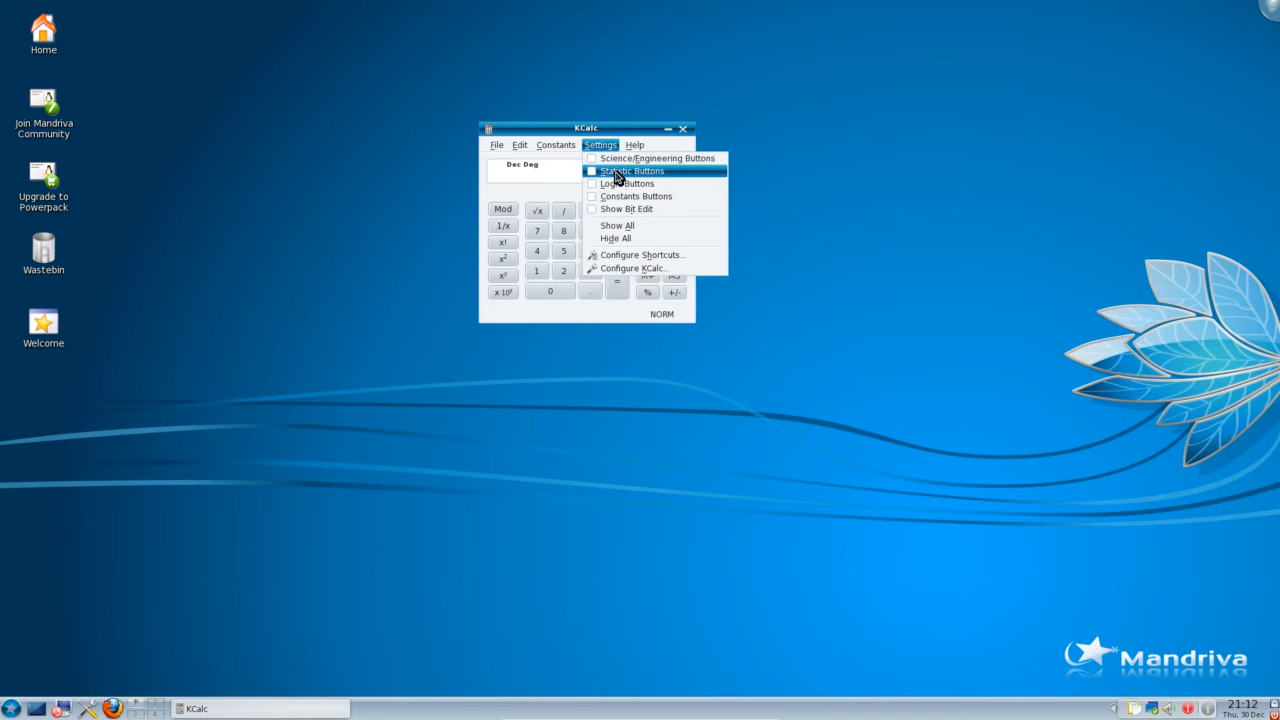 Home
Join Mandriva
Community
Upgrade to
Powerpack
Wastebin
Welcome
KCalc
File Edit Constants Settings Help
Dec Deg
Science/Engineering Buttons
Statistic Buttons
Constants Buttons
Show Bit Edit
Show All
Hide All
Configure Shortcuts...
Configure KCalc...
Mod √x /
1/x 7 8
x!
x² 4 5
xʸ 1 2 =
x·10ʸ 0 . % +/-
NORM
Mandriva
KCalc
21:12
Thu, 30 Dec